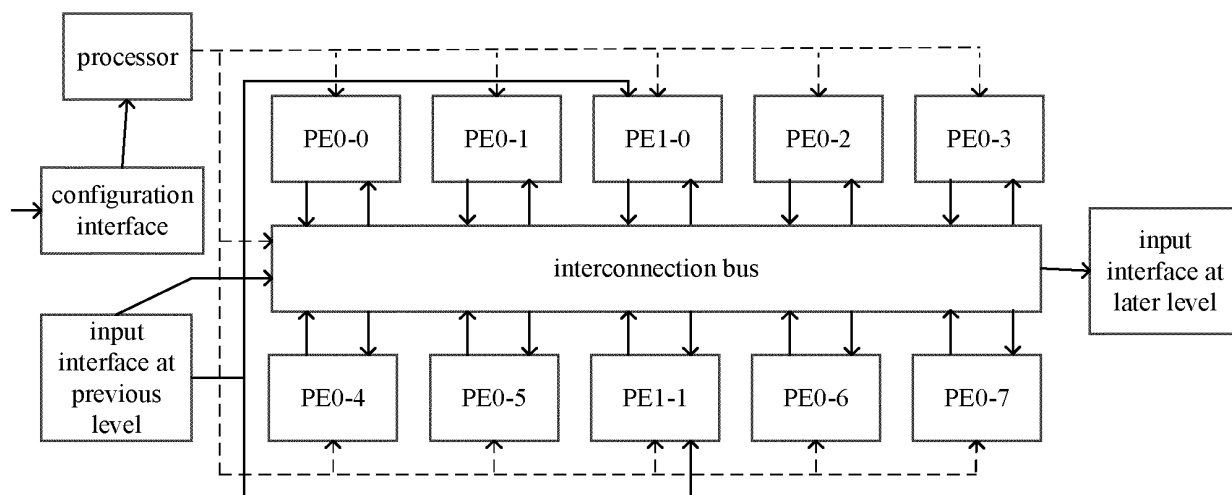 processor
PE0-0
PE0-1
PE1-0
PE0-2
PE0-3
configuration
interface
interconnection bus
input
interface at
later level
input
interface at
previous
level
PE0-4
PE0-5
PE1-1
PE0-6
PE0-7